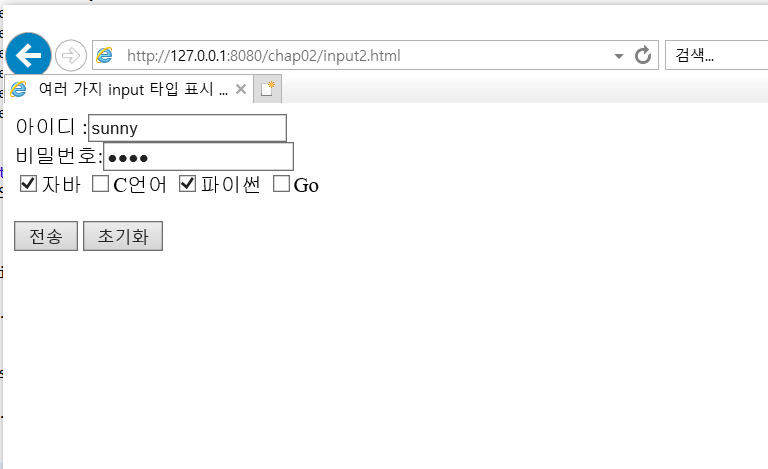 http://127.0.0.1:8080/chap02/input2.html 검색...
여러 가지 input 타입 표시 ...
아이디 :sunny
비밀번호:●●●●
자바 C언어 파이썬 Go
전송 초기화